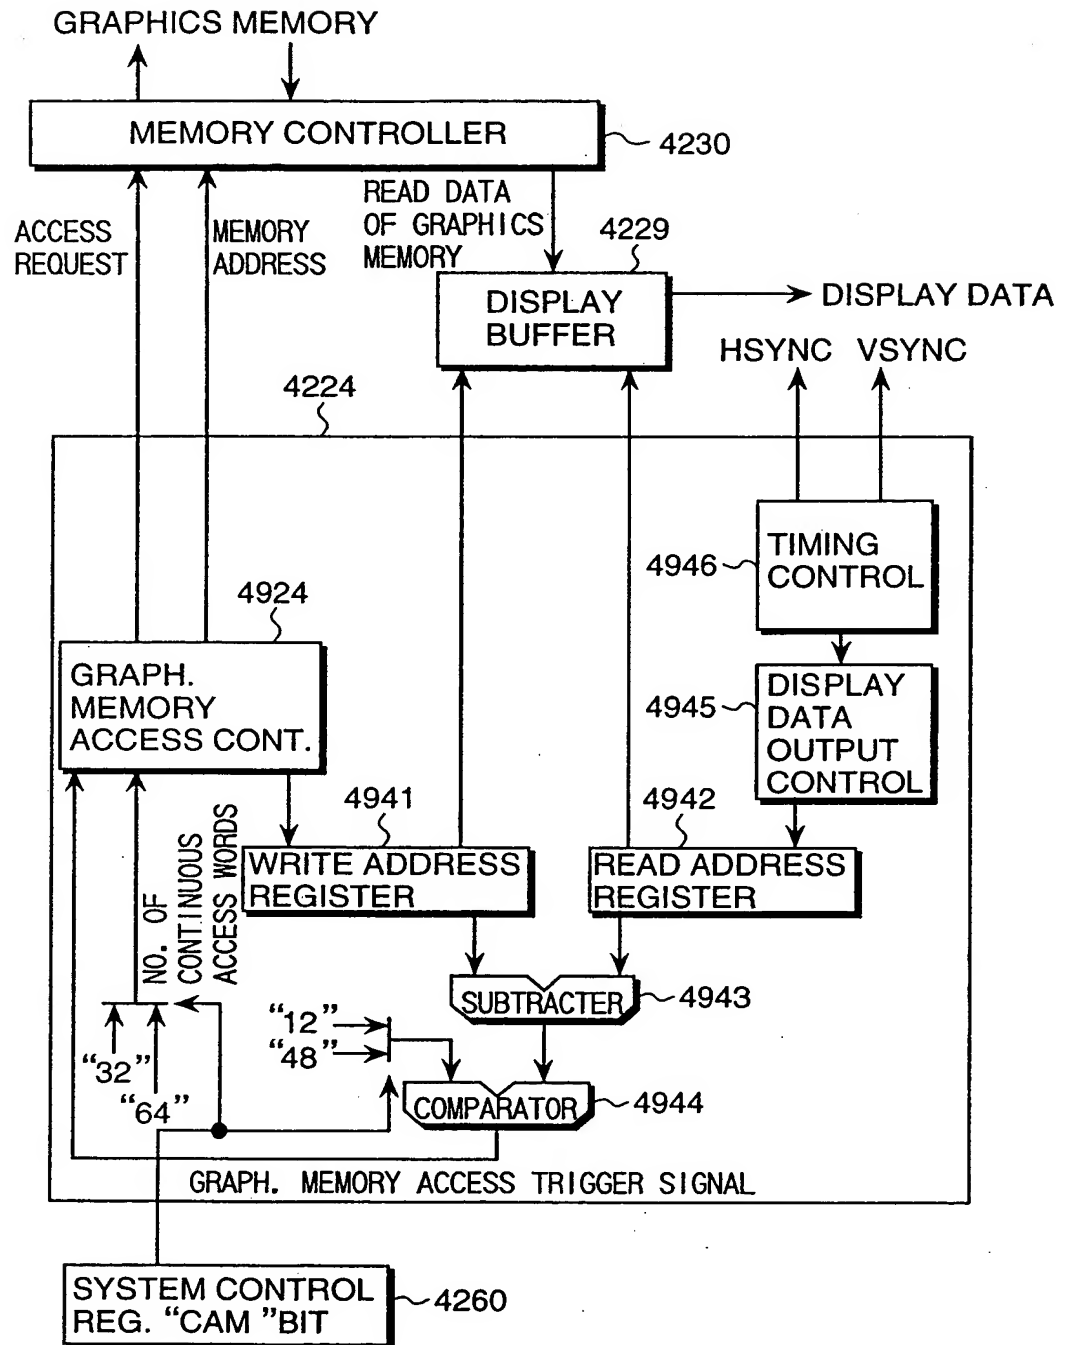 GRAPHICS MEMORY
MEMORY CONTROLLER
4230
ACCESS
REQUEST
MEMORY
ADDRESS
READ DATA
OF GRAPHICS
MEMORY
4229
DISPLAY
BUFFER
DISPLAY DATA
HSYNC VSYNC
4224
4946
TIMING
CONTROL
4924
GRAPH.
MEMORY
ACCESS CONT.
4945
DISPLAY
DATA
OUTPUT
CONTROL
NO. OF
CONTINUOUS
ACCESS WORDS
4941
WRITE ADDRESS
REGISTER
4942
READ ADDRESS
REGISTER
SUBTRACTER
4943
"12"
"48"
"32"
"64"
COMPARATOR
4944
GRAPH. MEMORY ACCESS TRIGGER SIGNAL
SYSTEM CONTROL
REG. "CAM "BIT
4260